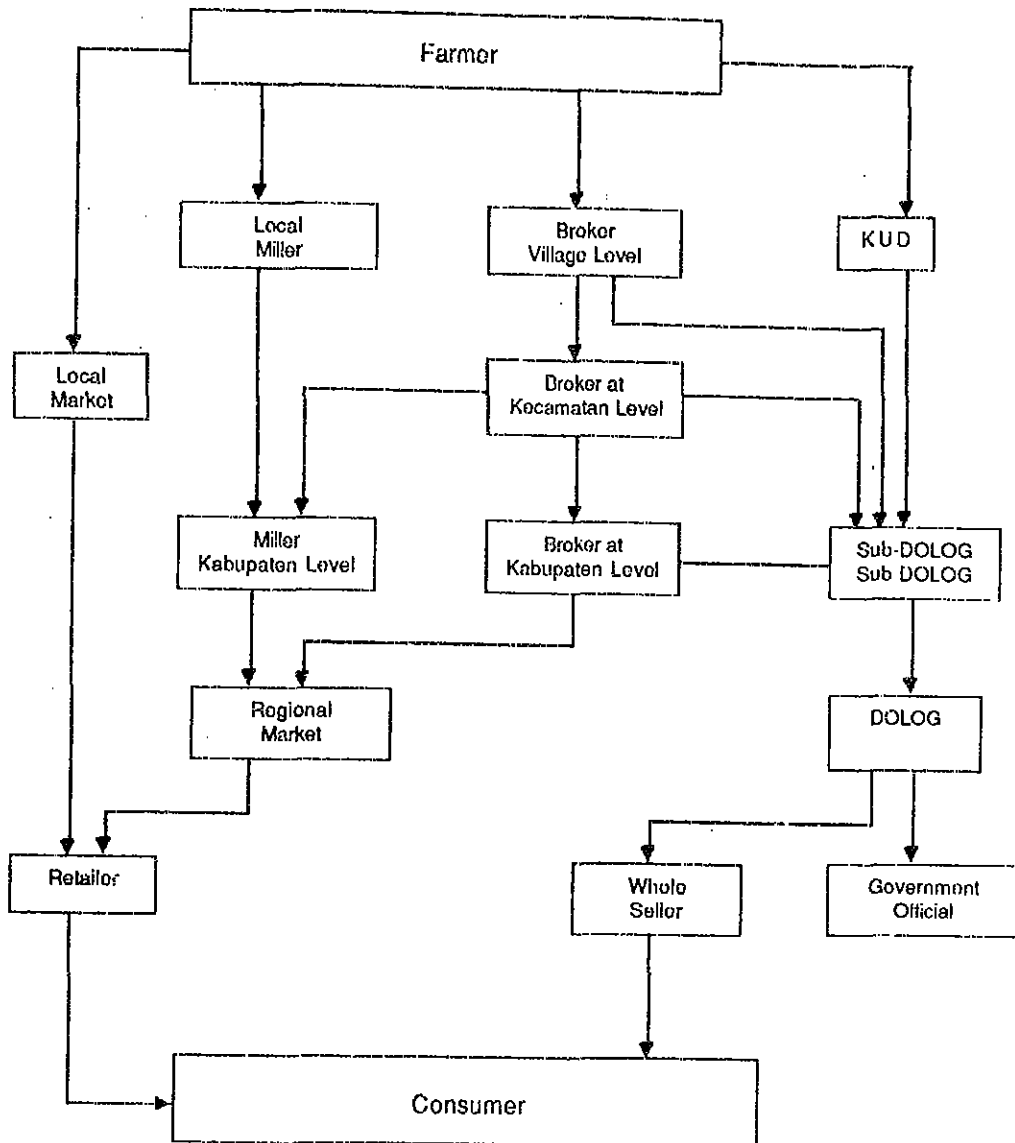 Farmer
Local
Miller
Broker
Village Level
KUD
Local
Market
Broker at
Kecamatan Level
Miller
Kabupaten Level
Broker at
Kabupaten Level
Sub-DOLOG
Sub DOLOG
Regional
Market
DOLOG
Retailer
Whole
Seller
Government
Official
Consumer